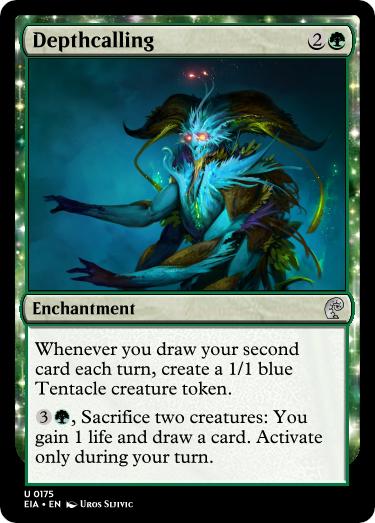 Depthcalling 2
Enchantment
Whenever you draw your second
card each turn, create a 1/1 blue
Tentacle creature token.
3, Sacrifice two creatures: You
gain 1 life and draw a card. Activate
only during your turn.
U 0175
EIA • EN Uros Sljivic